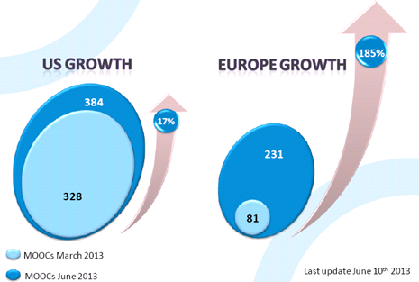 US GROWTH
EUROPE GROWTH
185%
384
17%
328
231
81
MOOCs March 2013
MOOCs June 2013
Last update June 10th 2013